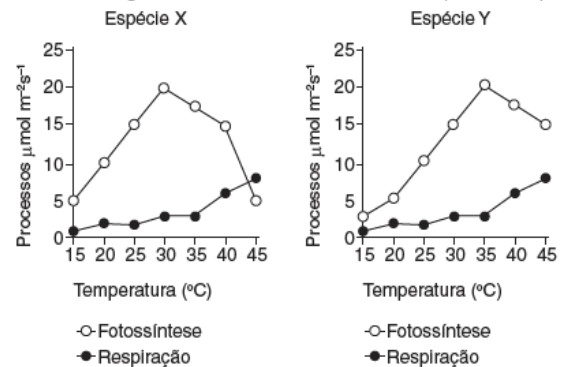 Espécie X
Processos μmol m⁻²s⁻¹
25
20
15
10
5
0
15 20 25 30 35 40 45
Temperatura (ºC)
Fotossíntese
Respiração
Espécie Y
Processos μmol m⁻²s⁻¹
25
20
15
10
5
0
15 20 25 30 35 40 45
Temperatura (ºC)
Fotossíntese
Respiração